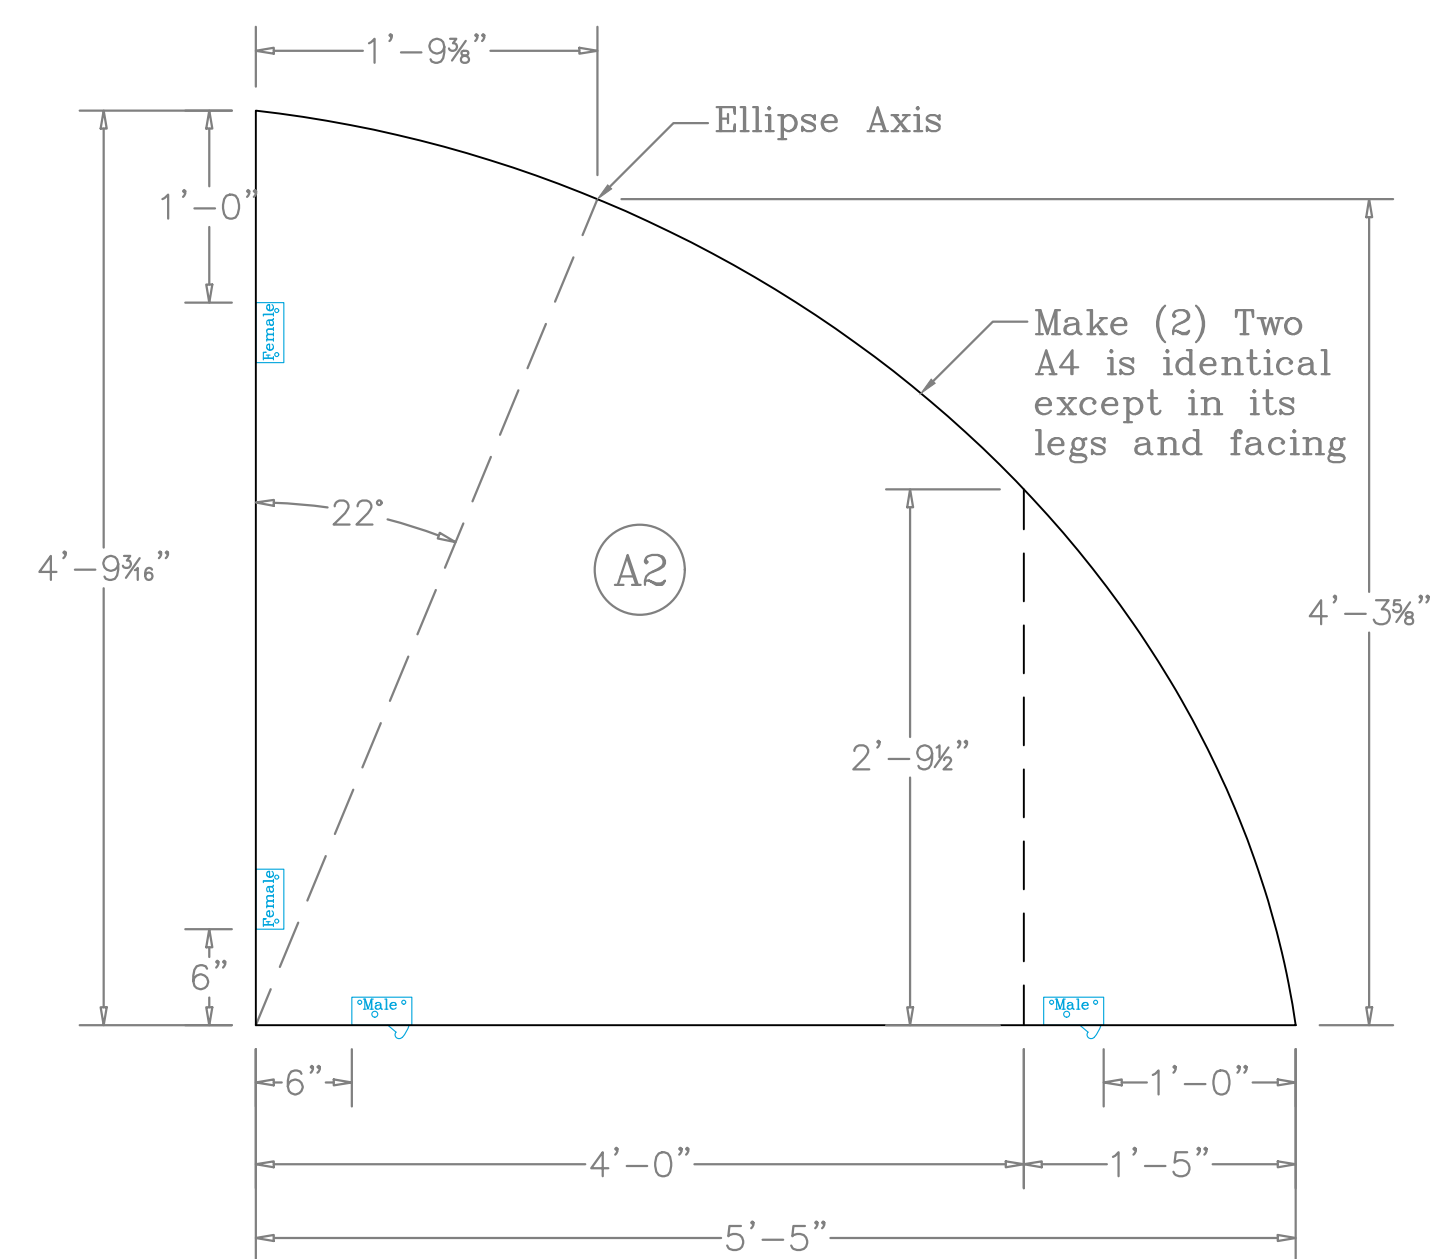 1'-9⅜"
Ellipse Axis
1'-0"
Female
Make (2) Two
A4 is identical
except in its
legs and facing
22°
A2
4'-9³⁄₁₆"
4'-3⅝"
2'-9½"
Female
6"
Male
Male
6"
1'-0"
4'-0"
1'-5"
5'-5"